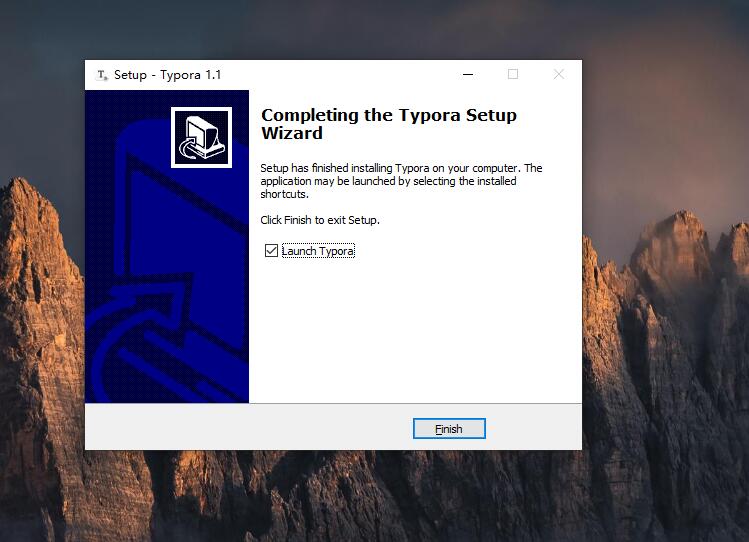 Setup - Typora 1.1
Completing the Typora Setup
Wizard
Setup has finished installing Typora on your computer. The
application may be launched by selecting the installed
shortcuts.
Click Finish to exit Setup.
Launch Typora
Finish